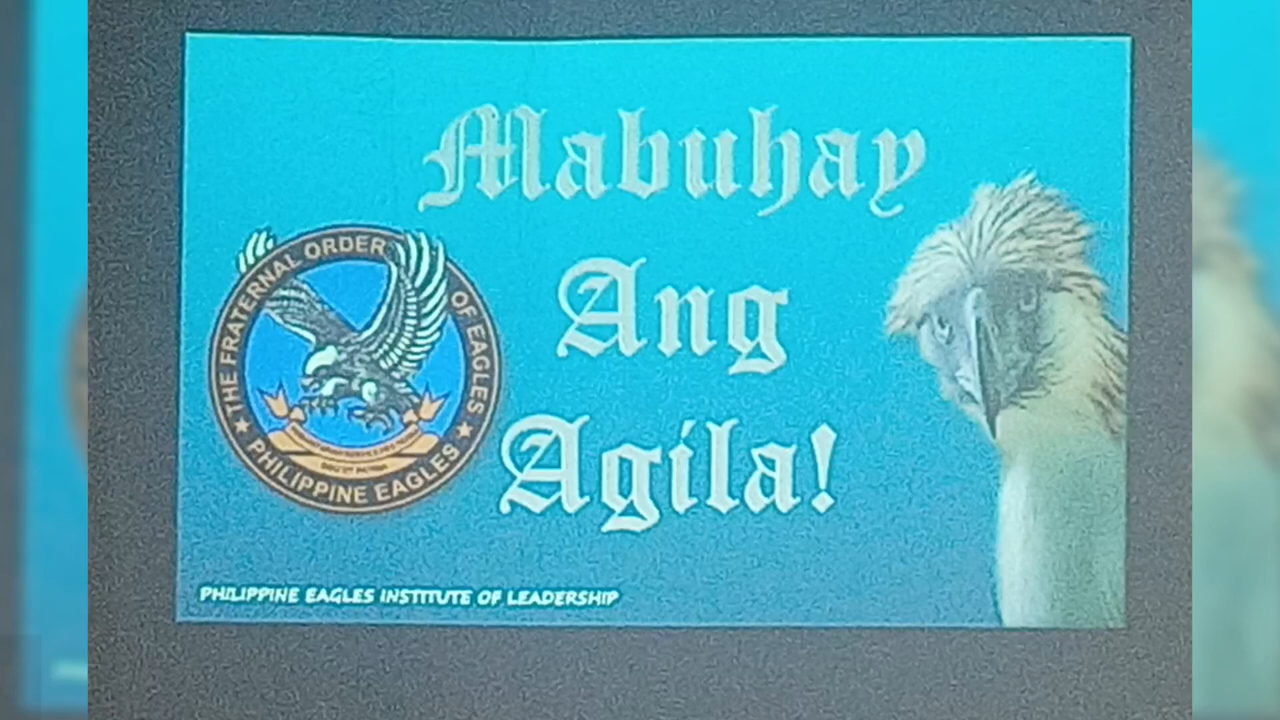 Mabuhay
Ang
Agila!
THE FRATERNAL ORDER OF EAGLES
PHILIPPINE EAGLES
PHILIPPINE EAGLES INSTITUTE OF LEADERSHIP